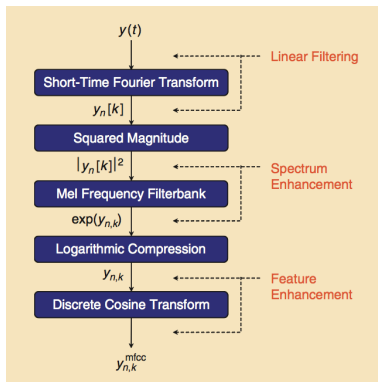 y(t)
Linear Filtering
Short-Time Fourier Transform
yₙ[k]
Squared Magnitude
|yₙ[k]|²
Spectrum
Enhancement
Mel Frequency Filterbank
exp(yₙ,ₖ)
Logarithmic Compression
yₙ,ₖ
Feature
Enhancement
Discrete Cosine Transform
yₙ,ₖ^mfcc